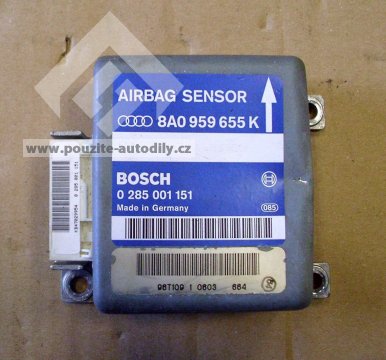 AIRBAG SENSOR
8A0 959 655 K
www.pouzite-autodily.cz
BOSCH
0 285 001 151
Made in Germany
085
96T109 1 0603 664